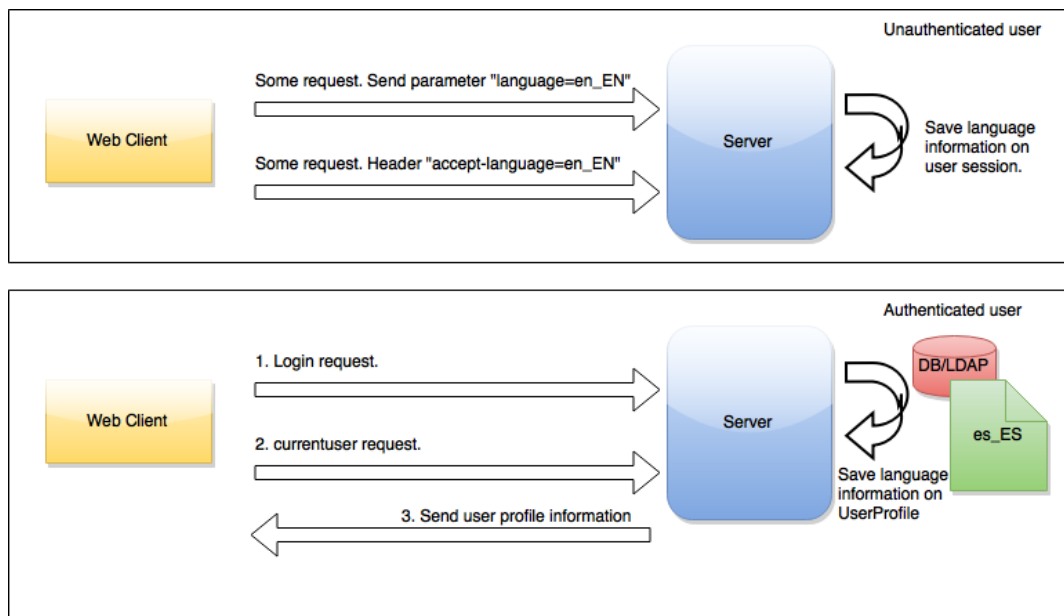 Unauthenticated user
Some request. Send parameter "language=en_EN"
Web Client
Server
Save language
information on
user session.
Some request. Header "accept-language=en_EN"
Authenticated user
1. Login request.
DB/LDAP
Web Client
Server
es_ES
2. currentuser request.
Save language
information on
UserProfile
3. Send user profile information